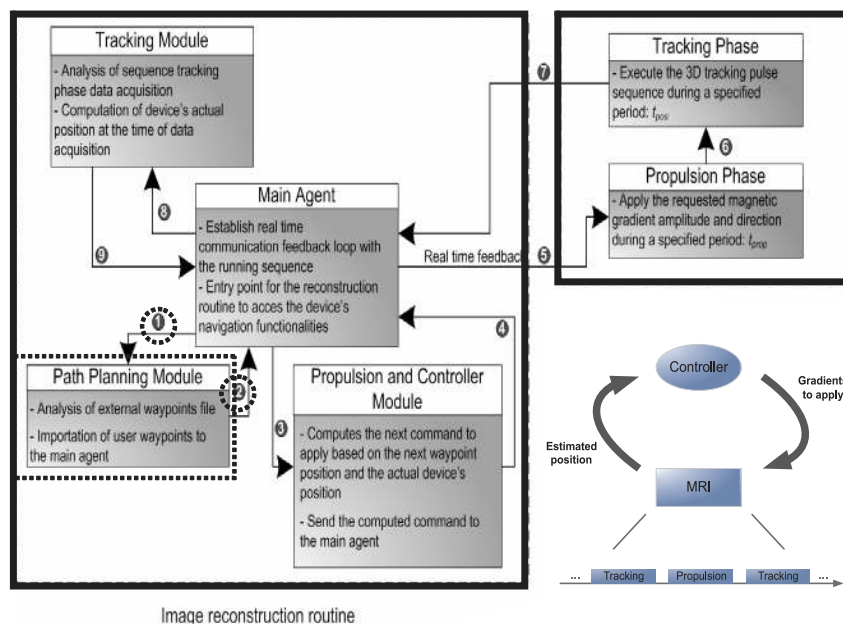 Tracking Module
- Analysis of sequence tracking
phase data acquisition
- Computation of device's actual
position at the time of data
acquisition
8
9
Main Agent
- Establish real time
communication feedback loop with
the running sequence
- Entry point for the reconstruction
routine to acces the device's
navigation functionalities
1
2
Path Planning Module
- Analysis of external waypoints file
- Importation of user waypoints to
the main agent
3
4
Propulsion and Controller
Module
- Computes the next command to
apply based on the next waypoint
position and the actual device's
position
- Send the computed command to
the main agent
Image reconstruction routine
7
Tracking Phase
- Execute the 3D tracking pulse
sequence during a specified
period: tpos
6
Propulsion Phase
- Apply the requested magnetic
gradient amplitude and direction
during a specified period: tprop
Real time feedback
5
Controller
Gradients
to apply
Estimated
position
MRI
... Tracking Propulsion Tracking ...